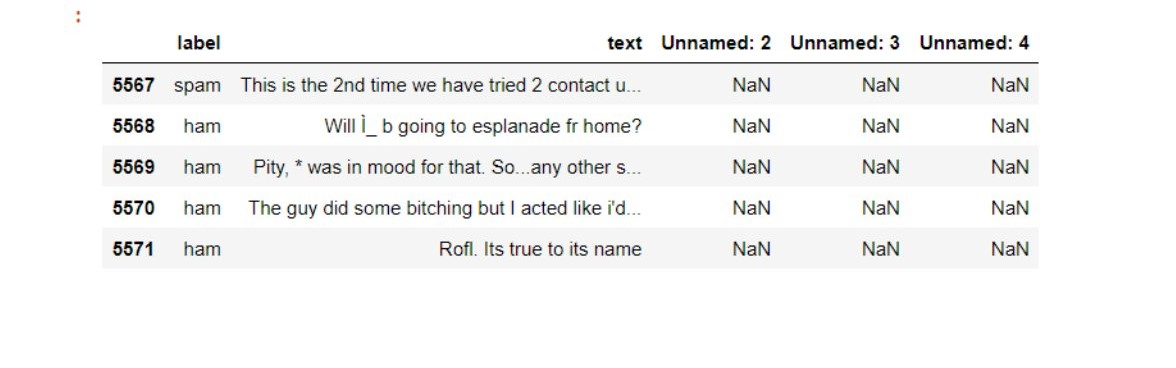 :
label text Unnamed: 2 Unnamed: 3 Unnamed: 4
5567 spam This is the 2nd time we have tried 2 contact u... NaN NaN NaN
5568 ham Will Ì_ b going to esplanade fr home? NaN NaN NaN
5569 ham Pity, * was in mood for that. So...any other s... NaN NaN NaN
5570 ham The guy did some bitching but I acted like i'd... NaN NaN NaN
5571 ham Rofl. Its true to its name NaN NaN NaN